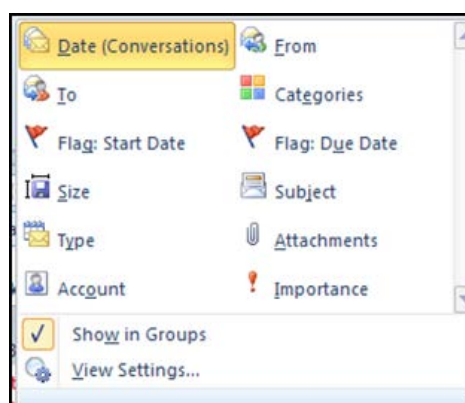 Date (Conversations) From
To Categories
Flag: Start Date Flag: Due Date
Size Subject
Type Attachments
Account Importance
Show in Groups
View Settings...